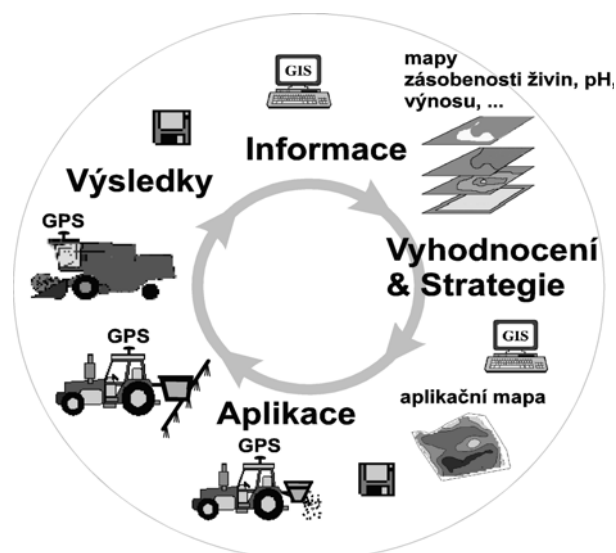 GIS
mapy
zásobenosti živin, pH,
výnosu, ...
Informace
Výsledky
GPS
Vyhodnocení
& Strategie
GIS
GPS
aplikační mapa
Aplikace
GPS